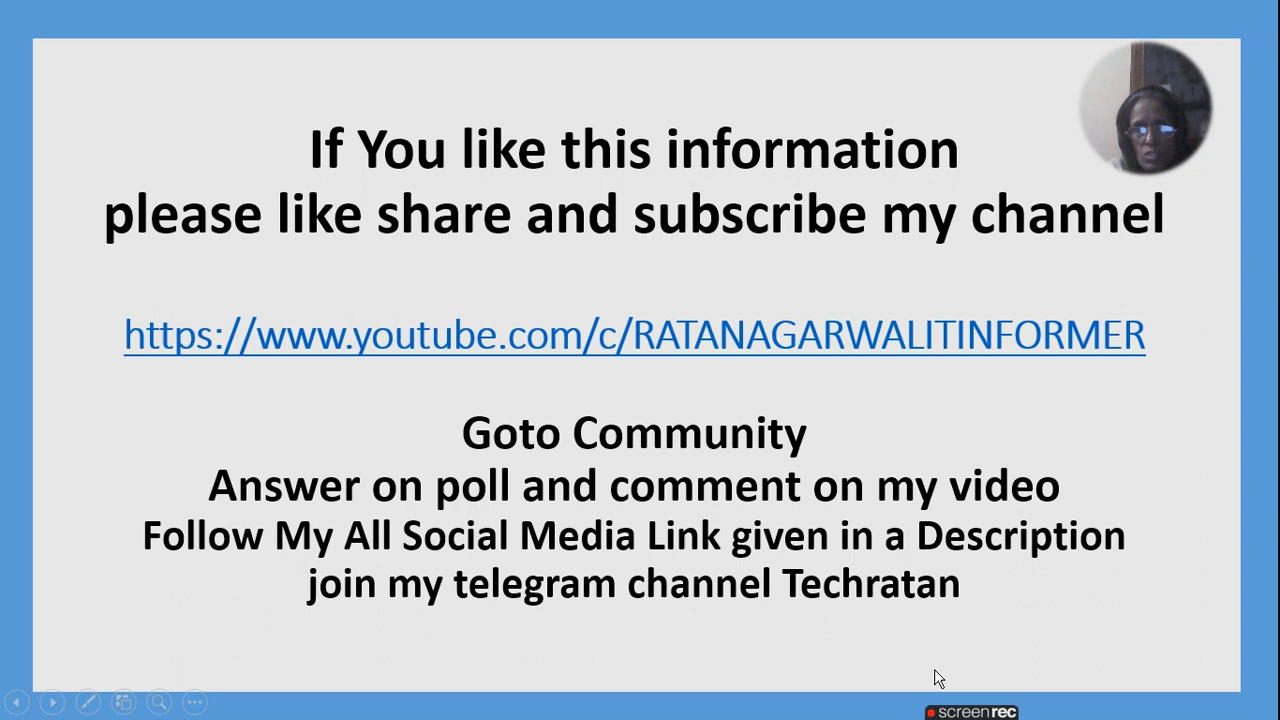 If You like this information
please like share and subscribe my channel
https://www.youtube.com/c/RATANAGARWALITINFORMER
Goto Community
Answer on poll and comment on my video
Follow My All Social Media Link given in a Description
join my telegram channel Techratan
screenrec